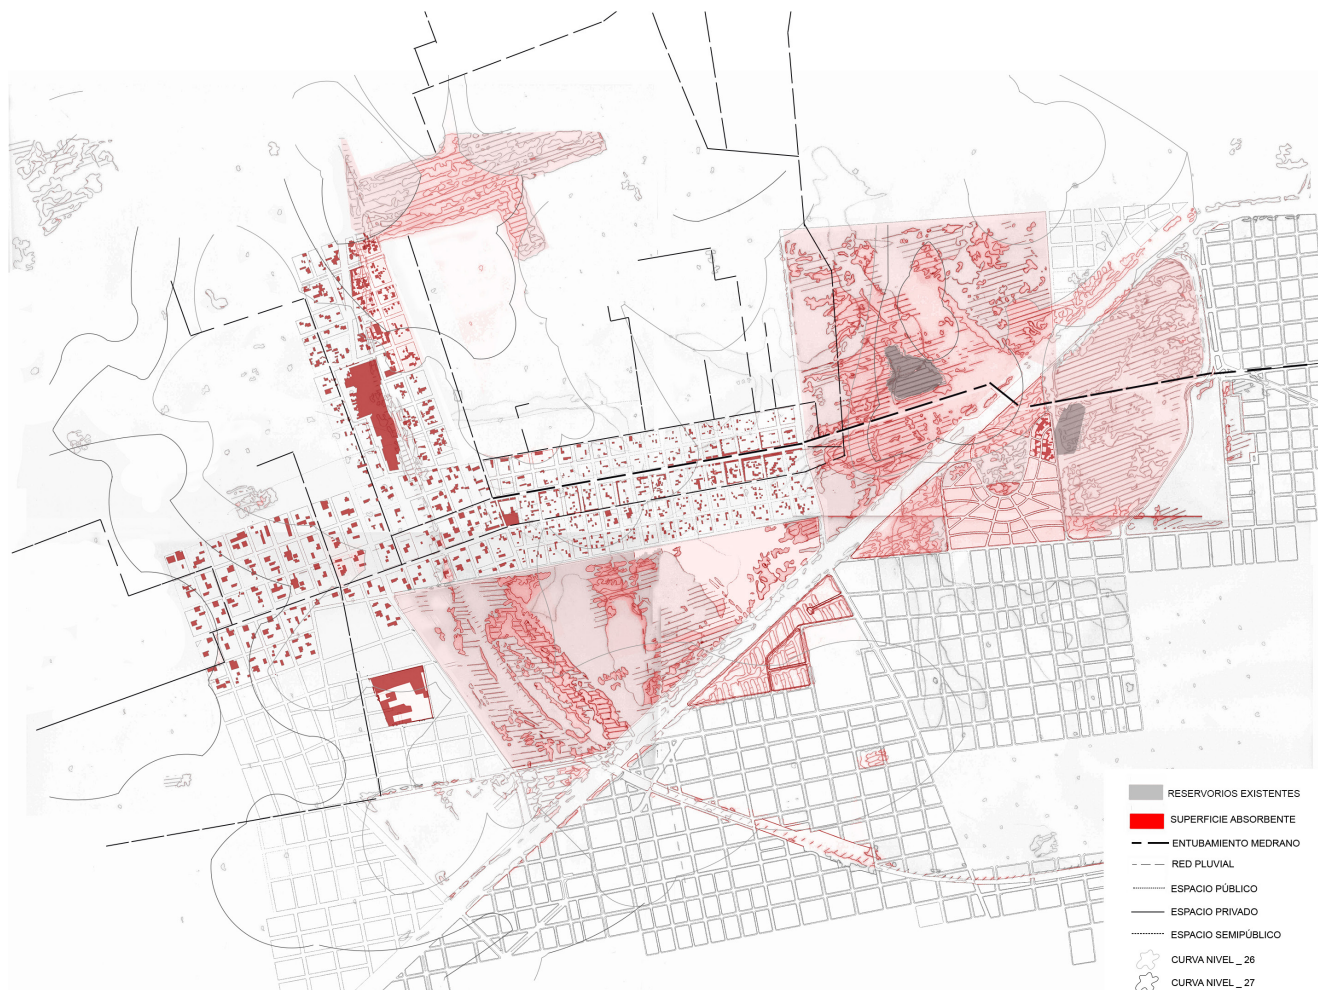 RESERVORIOS EXISTENTES
SUPERFICIE ABSORBENTE
ENTUBAMIENTO MEDRANO
RED PLUVIAL
ESPACIO PÚBLICO
ESPACIO PRIVADO
ESPACIO SEMIPÚBLICO
CURVA NIVEL _ 26
CURVA NIVEL _ 27